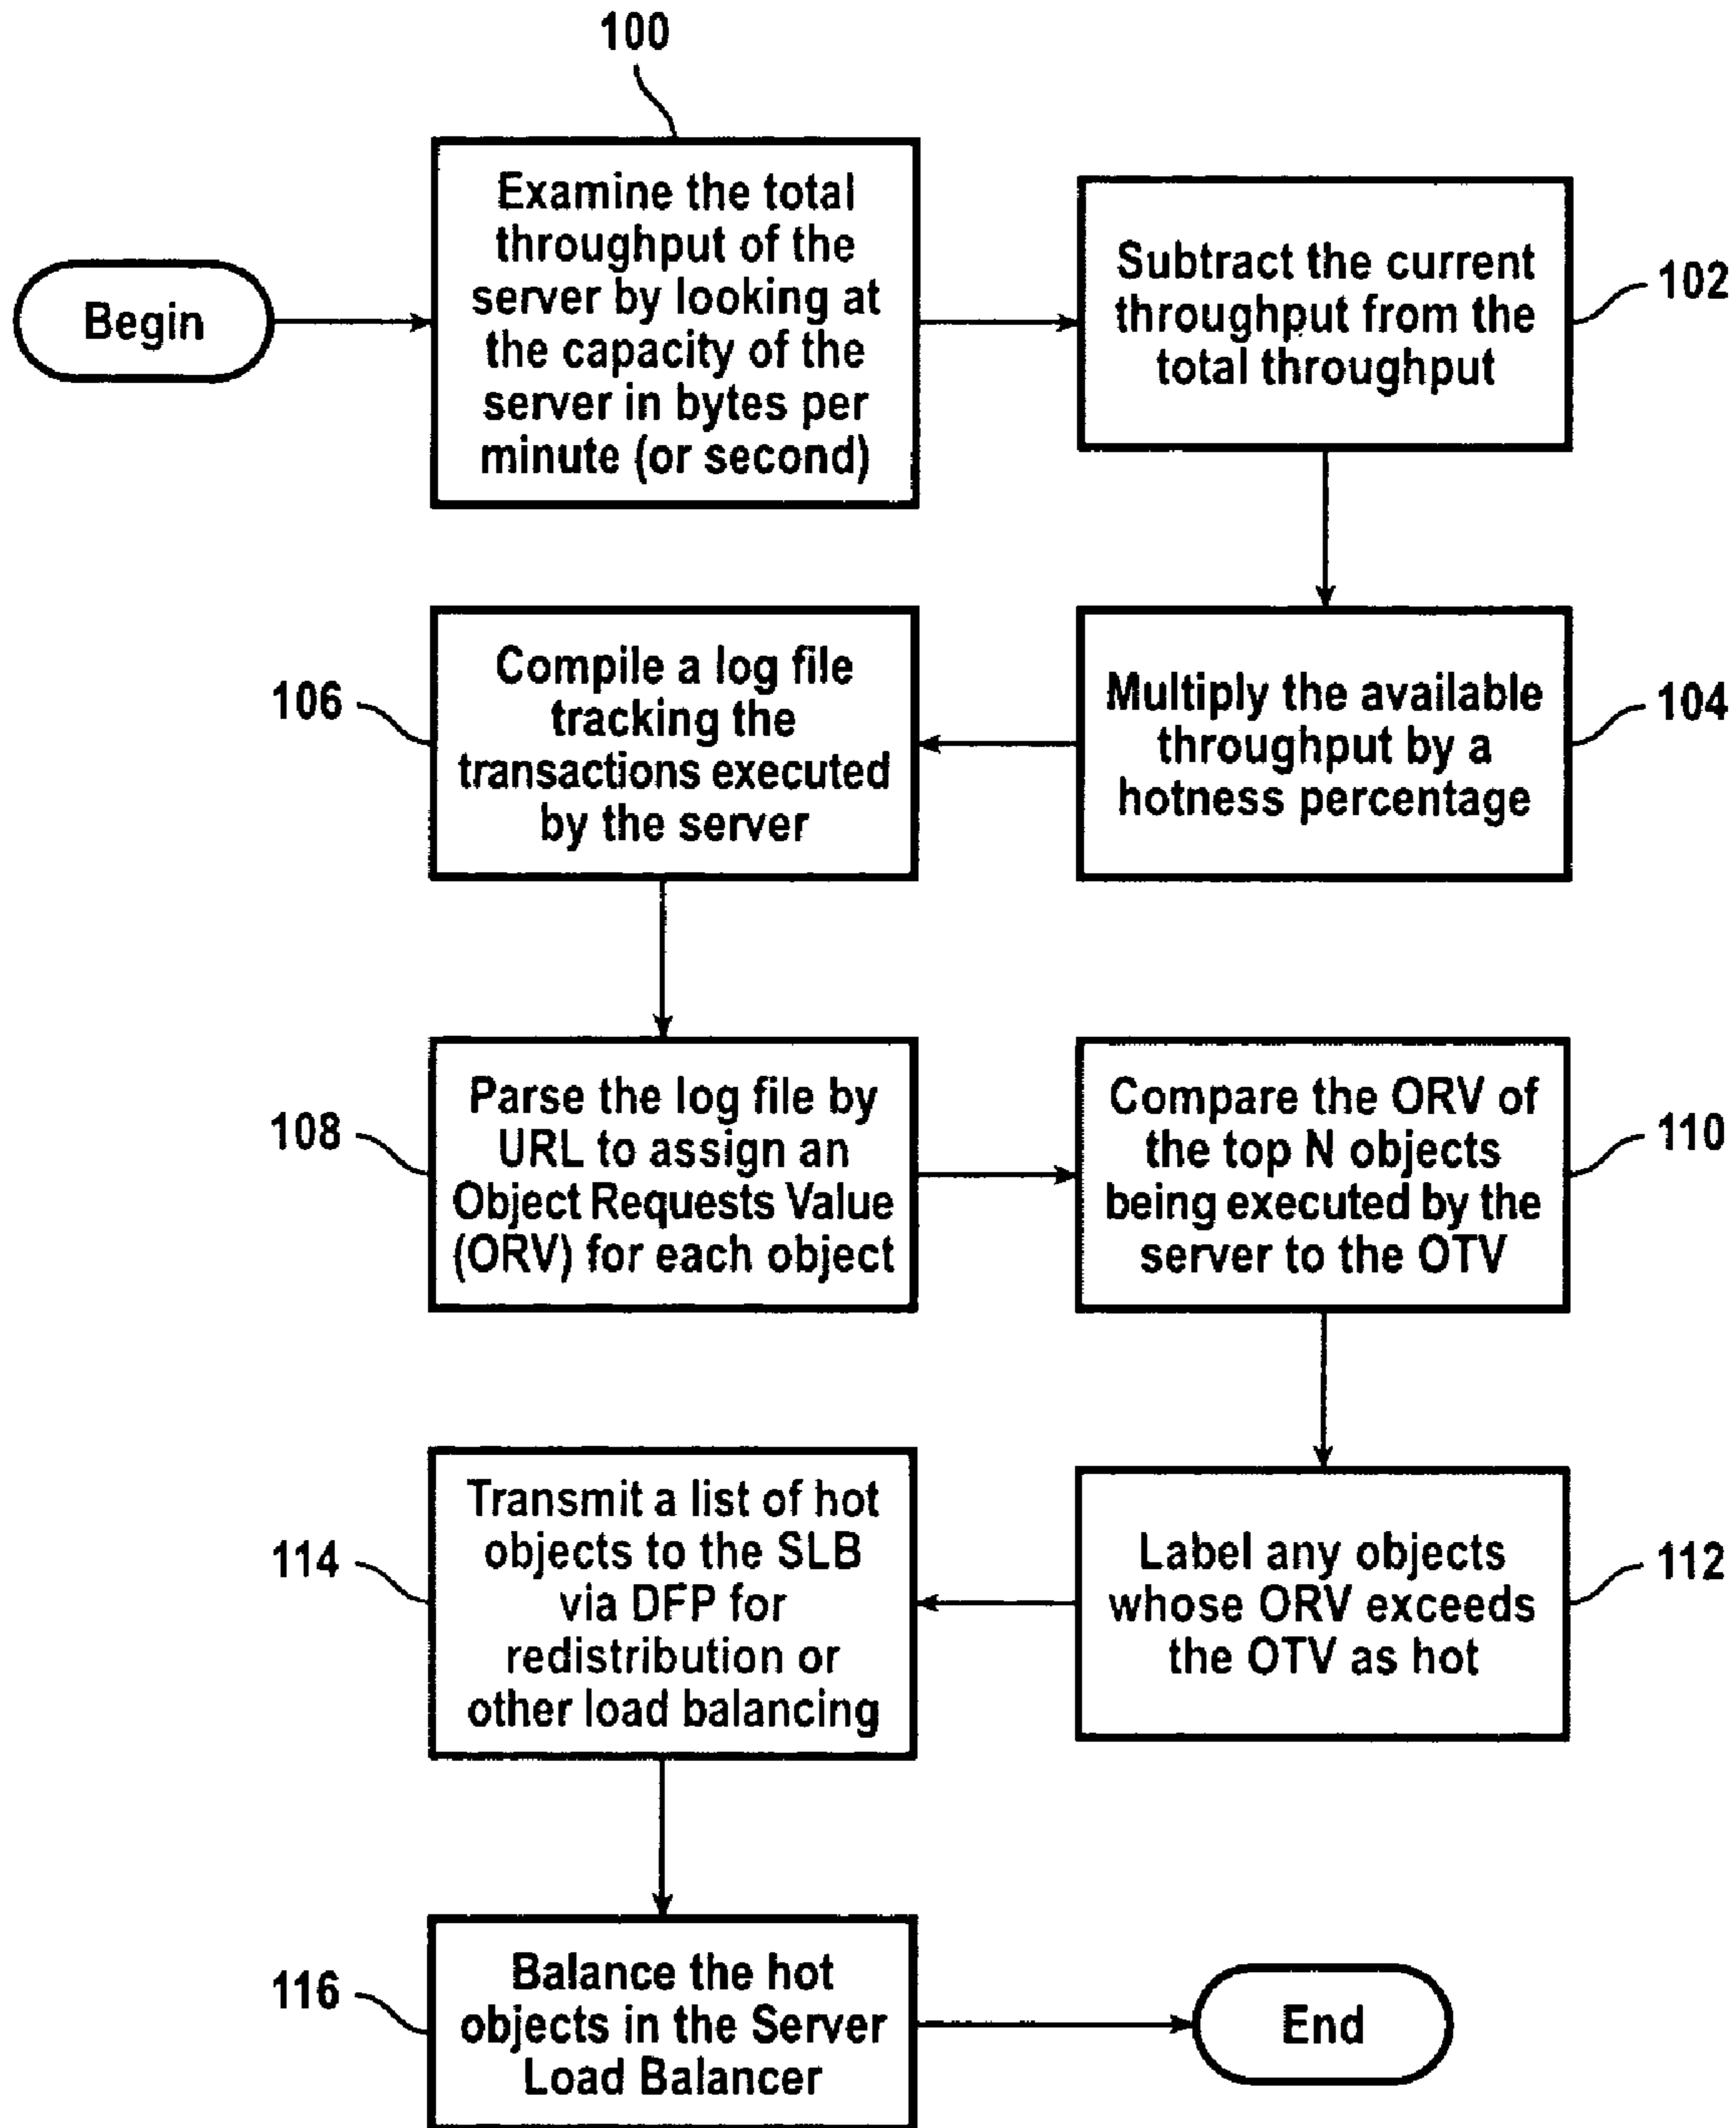 100
Examine the total
throughput of the
server by looking at
the capacity of the
server in bytes per
minute (or second)
Begin
Subtract the current
throughput from the
total throughput
102
Multiply the available
throughput by a
hotness percentage
104
Compile a log file
tracking the
transactions executed
by the server
106
Parse the log file by
URL to assign an
Object Requests Value
(ORV) for each object
108
Compare the ORV of
the top N objects
being executed by the
server to the OTV
110
Label any objects
whose ORV exceeds
the OTV as hot
112
Transmit a list of hot
objects to the SLB
via DFP for
redistribution or
other load balancing
114
Balance the hot
objects in the Server
Load Balancer
116
End